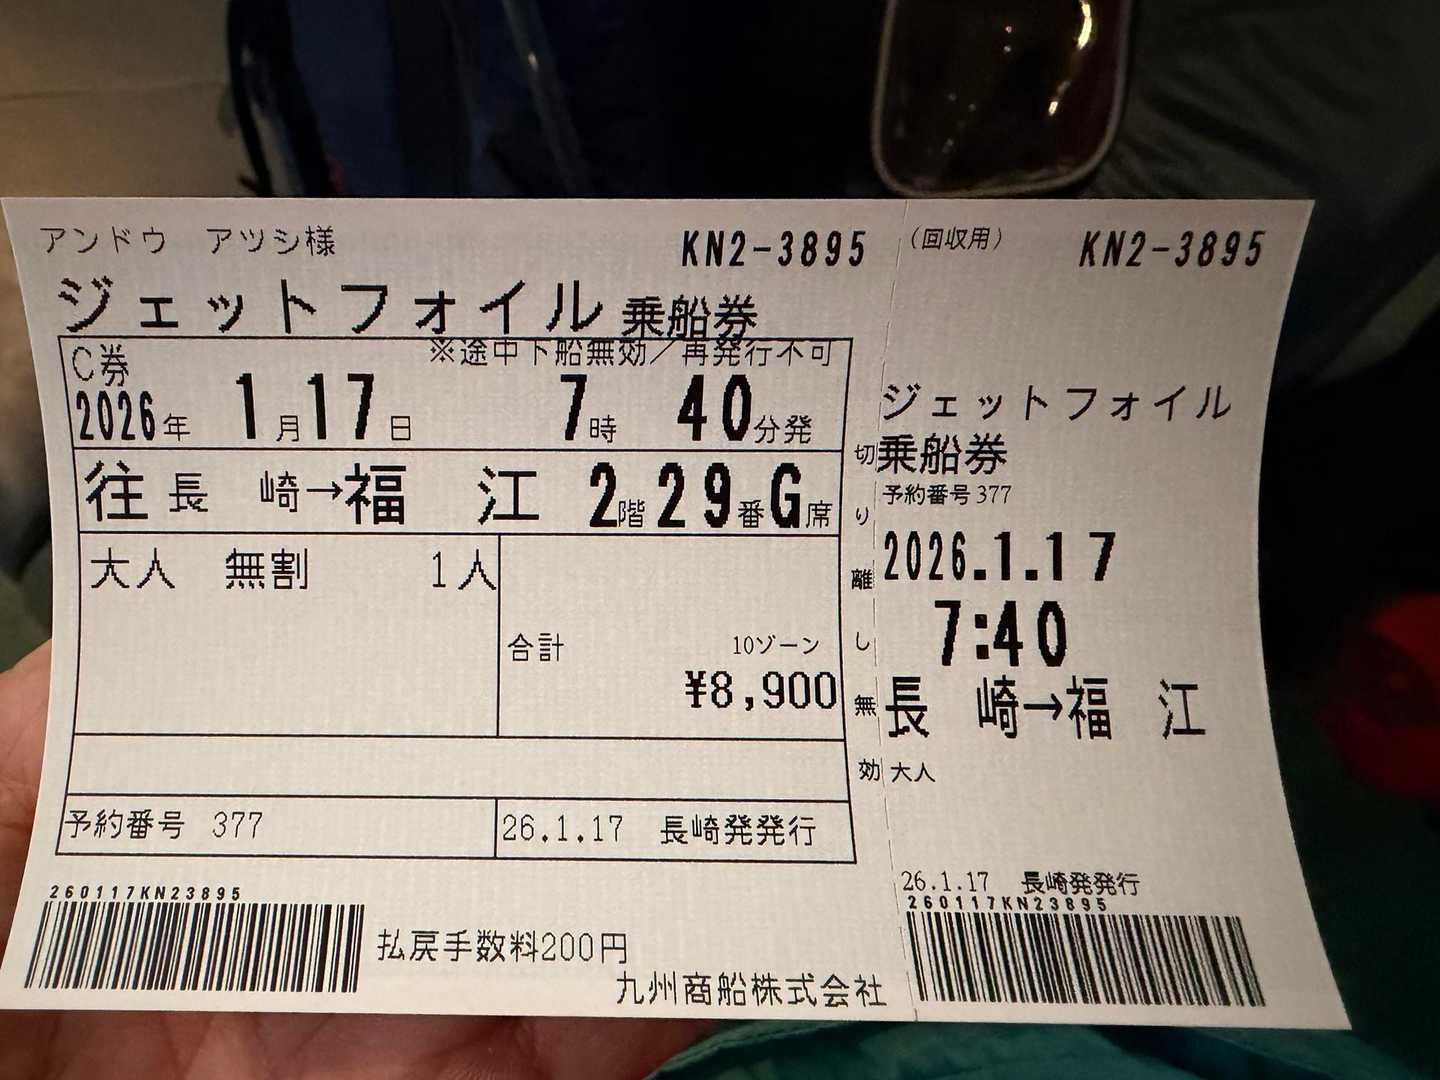 アンドウ アツシ様 KN2-3895
ジェットフォイル乗船券
C券 ※途中下船無効／再発行不可
2026年 1月17日 7時 40分発
往 長 崎→福 江 2階29番G席
大人 無割 1人
合計 10ゾーン
¥8,900
予約番号 377 26.1.17 長崎発発行
260117KN23895
払戻手数料200円
九州商船株式会社
切り離し無効
(回収用) KN2-3895
ジェットフォイル
乗船券
予約番号 377
2026.1.17
7:40
長 崎→福 江
大人
26.1.17 長崎発発行
260117KN23895